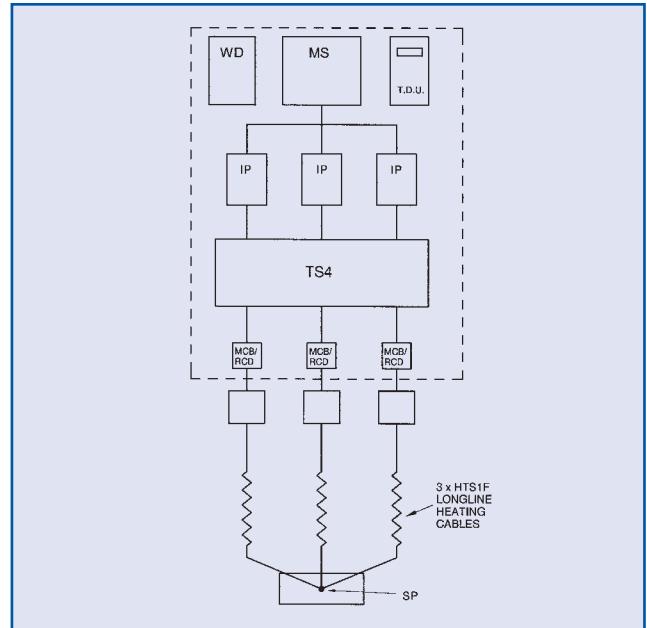 WD
MS
T.D.U.
IP
IP
IP
TS4
MCB/
RCD
MCB/
RCD
MCB/
RCD
3 x HTS1F
LONGLINE
HEATING
CABLES
SP